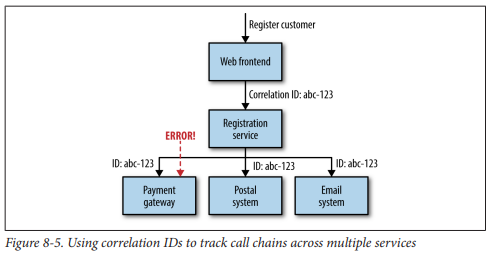 Register customer
Web frontend
Correlation ID: abc-123
Registration
service
ERROR!
ID: abc-123
ID: abc-123
ID: abc-123
Payment
gateway
Postal
system
Email
system
Figure 8-5. Using correlation IDs to track call chains across multiple services